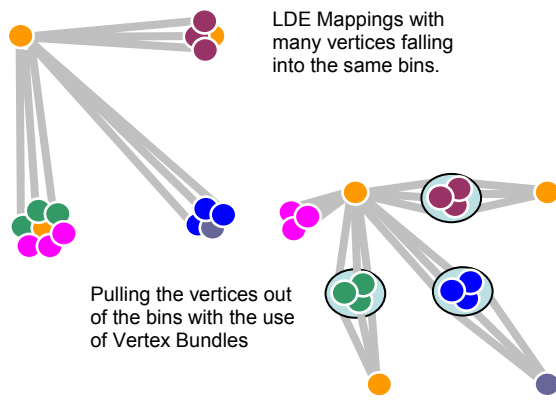 LDE Mappings with
many vertices falling
into the same bins.
Pulling the vertices out
of the bins with the use
of Vertex Bundles